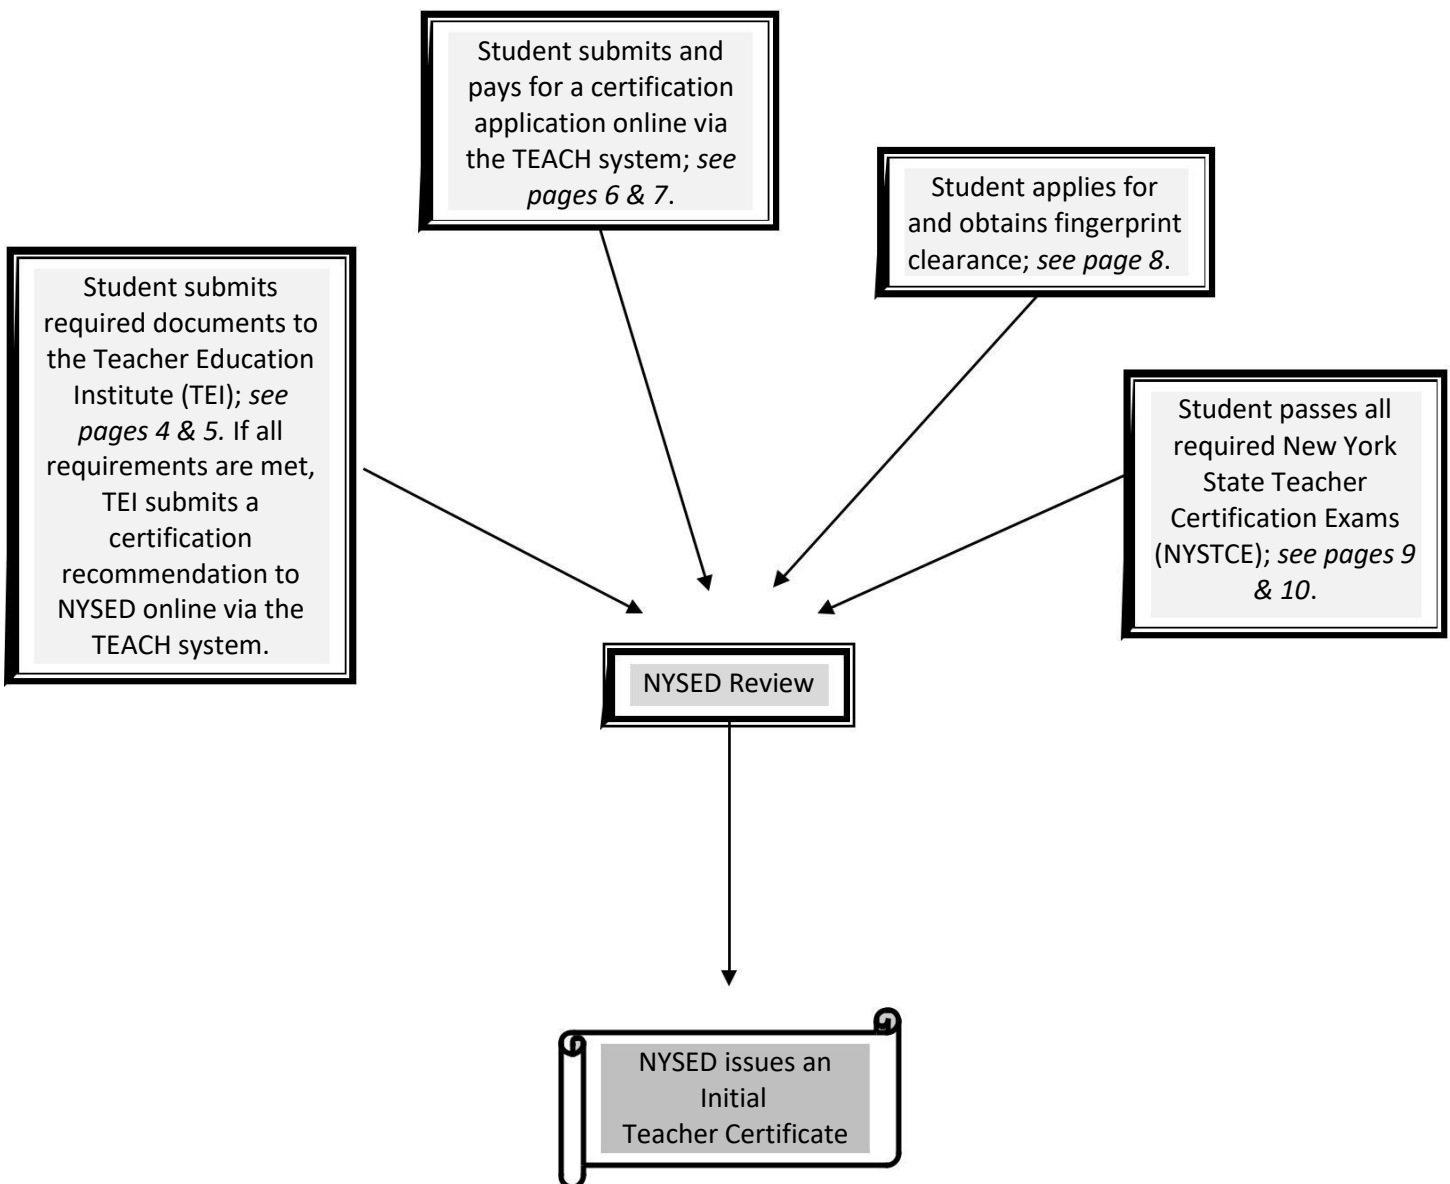 Student submits and
pays for a certification
application online via
the TEACH system; see
pages 6 & 7.
Student applies for
and obtains fingerprint
clearance; see page 8.
Student submits
required documents to
the Teacher Education
Institute (TEI); see
pages 4 & 5. If all
requirements are met,
TEI submits a
certification
recommendation to
NYSED online via the
TEACH system.
Student passes all
required New York
State Teacher
Certification Exams
(NYSTCE); see pages 9
& 10.
NYSED Review
NYSED issues an
Initial
Teacher Certificate